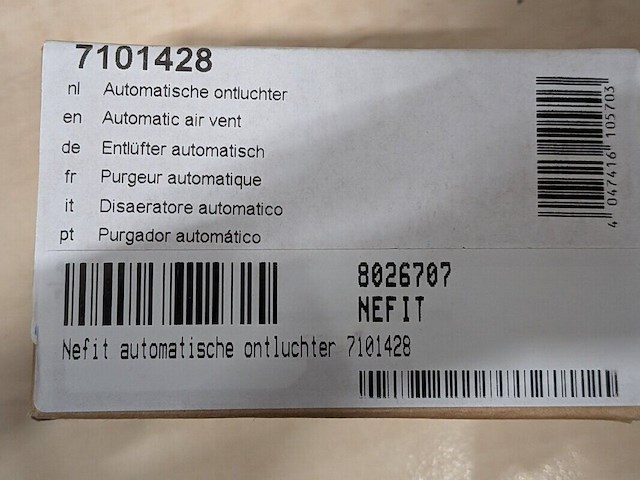 7101428
nl Automatische ontluchter
en Automatic air vent
de Entlüfter automatisch
fr Purgeur automatique
it Disaeratore automatico
pt Purgador automático
4 047416 105703
8026707
NEFIT
Nefit automatische ontluchter 7101428